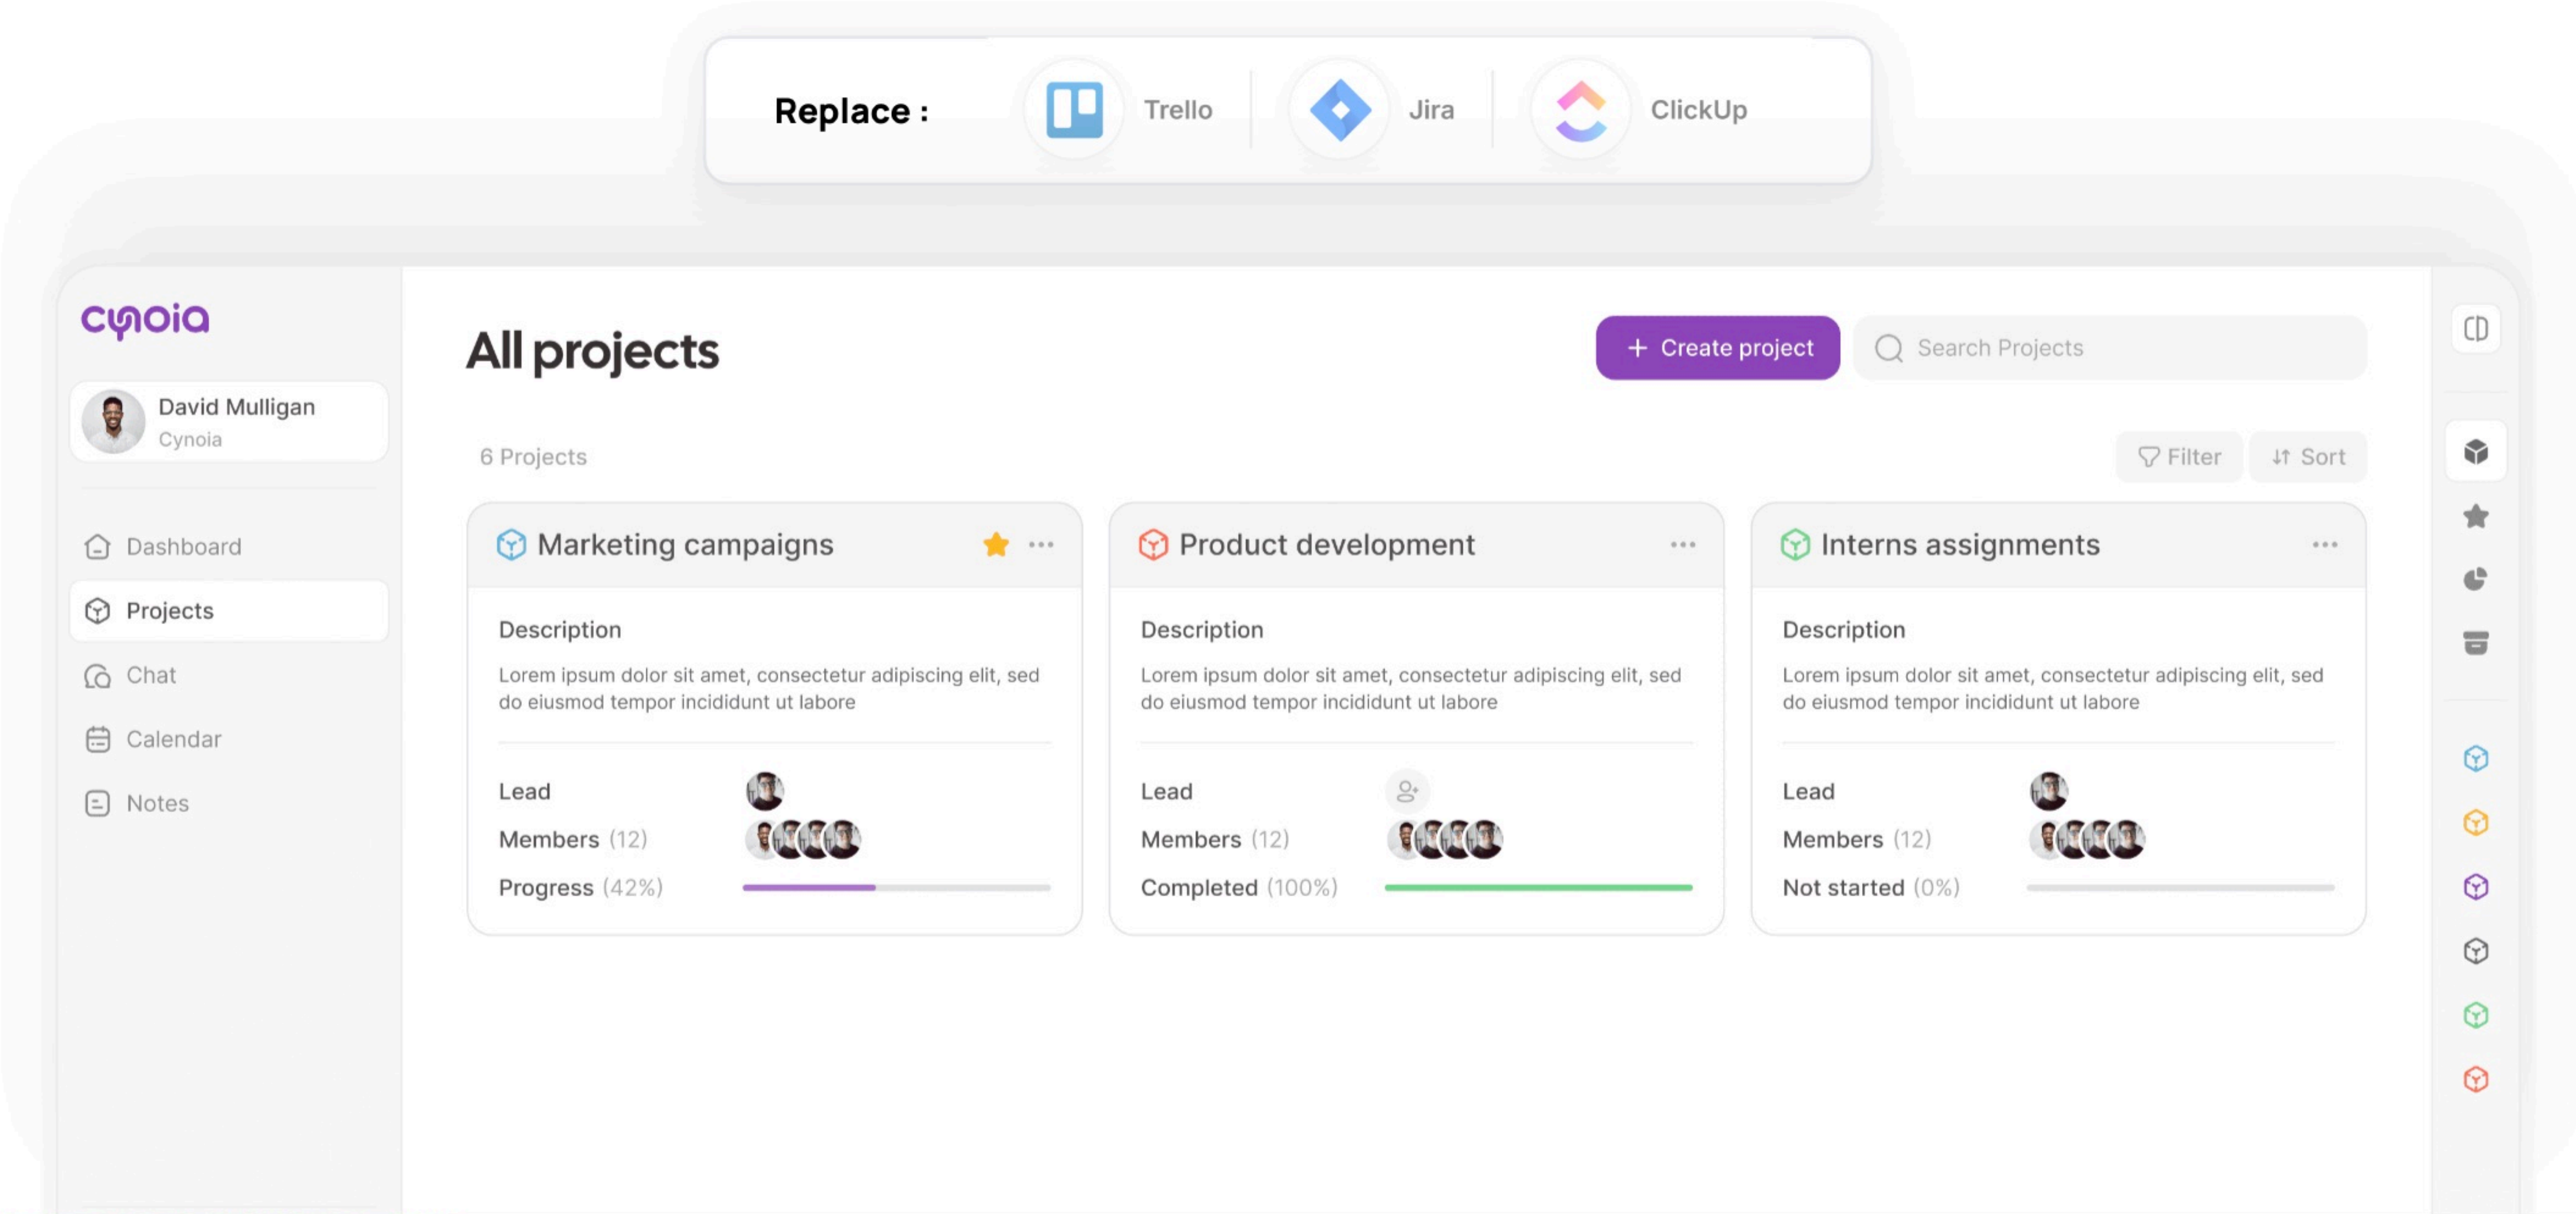 Replace :
Trello
Jira
ClickUp
cynoia
David Mulligan
Cynoia
Dashboard
Projects
Chat
Calendar
Notes
All projects
+ Create project
Search Projects
6 Projects
Filter
Sort
Marketing campaigns
Description
Lorem ipsum dolor sit amet, consectetur adipiscing elit, sed
do eiusmod tempor incididunt ut labore
Lead
Members (12)
Progress (42%)
Product development
Description
Lorem ipsum dolor sit amet, consectetur adipiscing elit, sed
do eiusmod tempor incididunt ut labore
Lead
Members (12)
Completed (100%)
Interns assignments
Description
Lorem ipsum dolor sit amet, consectetur adipiscing elit, sed
do eiusmod tempor incididunt ut labore
Lead
Members (12)
Not started (0%)